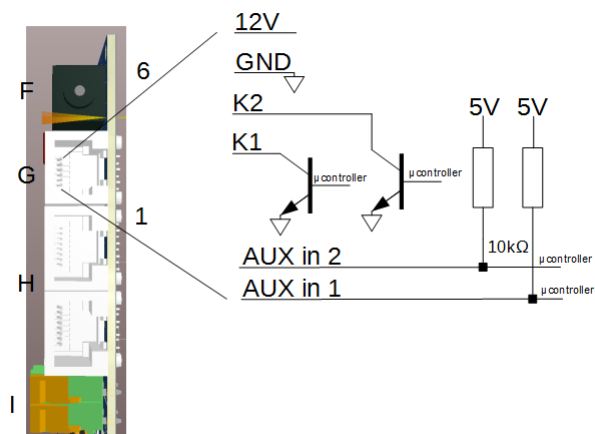 12V
6
GND
F
K2
5V 5V
K1
G
μcontroller
μcontroller
1
AUX in 2
10kΩ
μcontroller
H
AUX in 1
μcontroller
I